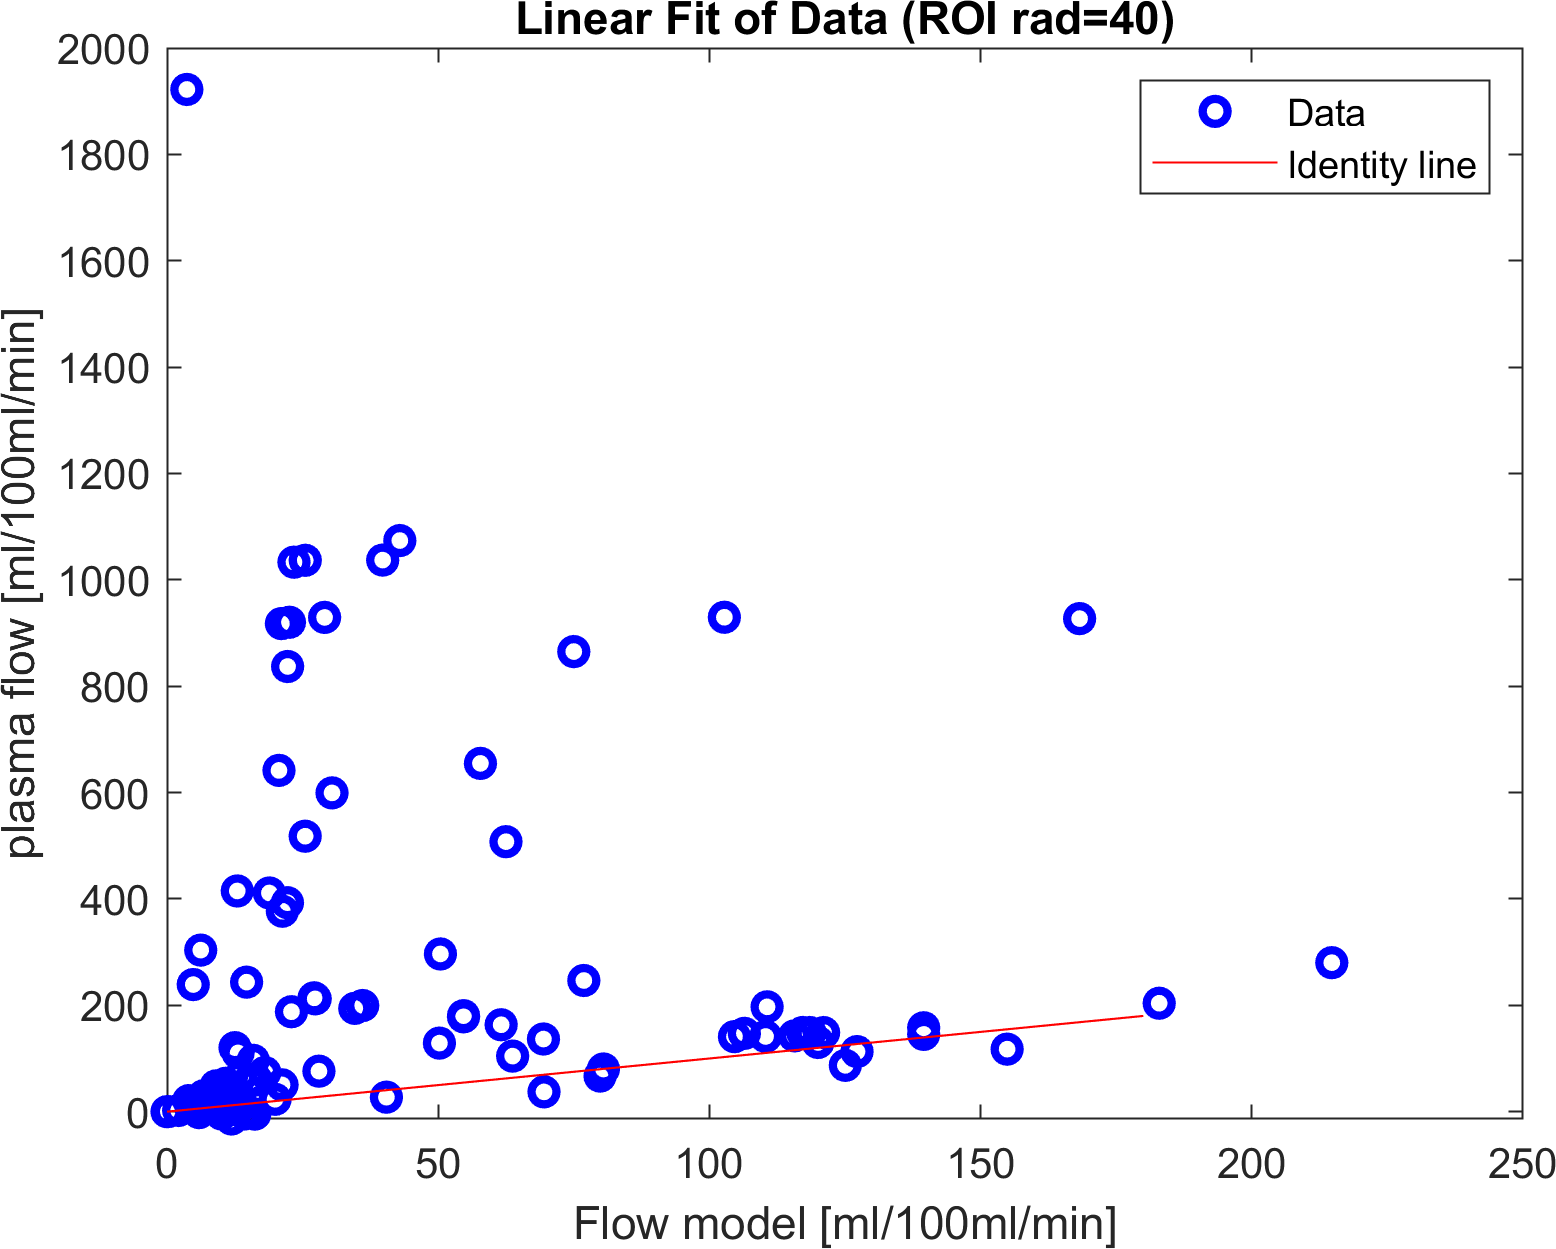 Linear Fit of Data (ROI rad=40)
2000
1800
1600
1400
1200
1000
800
600
400
200
0
plasma flow [ml/100ml/min]
Data
Identity line
0 50 100 150 200 250
Flow model [ml/100ml/min]